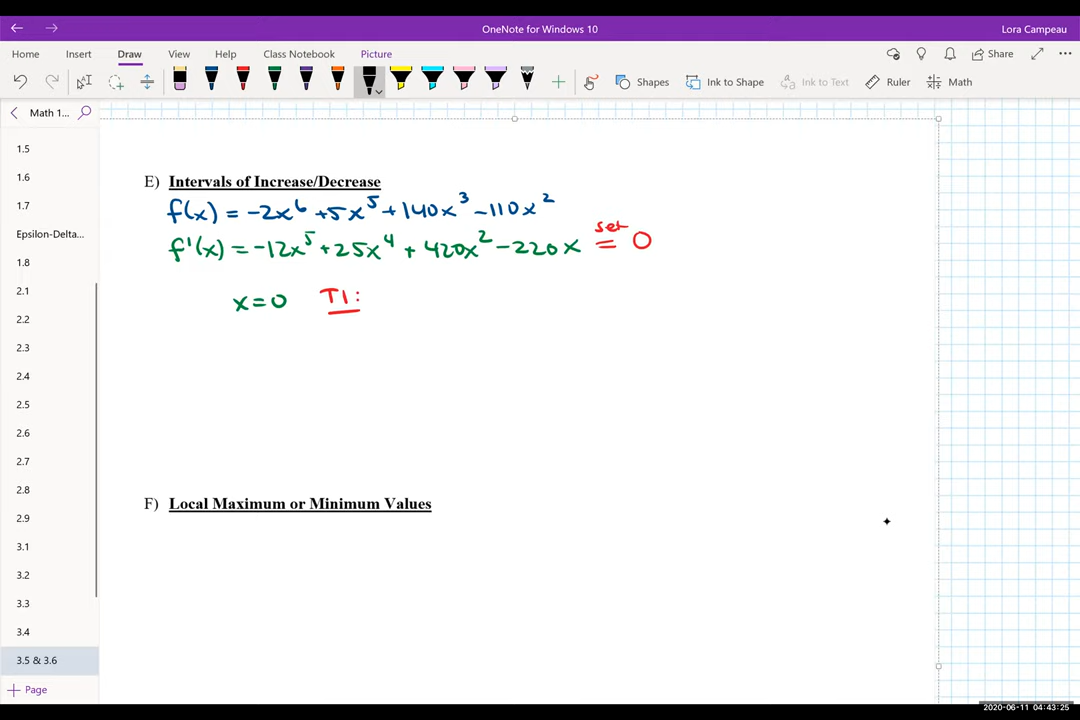 OneNote for Windows 10
Lora Campeau
Home Insert Draw View Help Class Notebook Picture
Share
Shapes Ink to Shape Ink to Text Ruler Math
Math 1...
1.5
1.6
1.7
Epsilon-Delta...
1.8
2.1
2.2
2.3
2.4
2.5
2.6
2.7
2.8
2.9
3.1
3.2
3.3
3.4
3.5 & 3.6
Page
E) Intervals of Increase/Decrease
f(x) = -2x⁶ + 5x⁵ + 140x³ - 110x²
f'(x) = -12x⁵ + 25x⁴ + 420x² - 220x set = 0
x = 0 TI:
F) Local Maximum or Minimum Values
2020-06-11 04:43:25